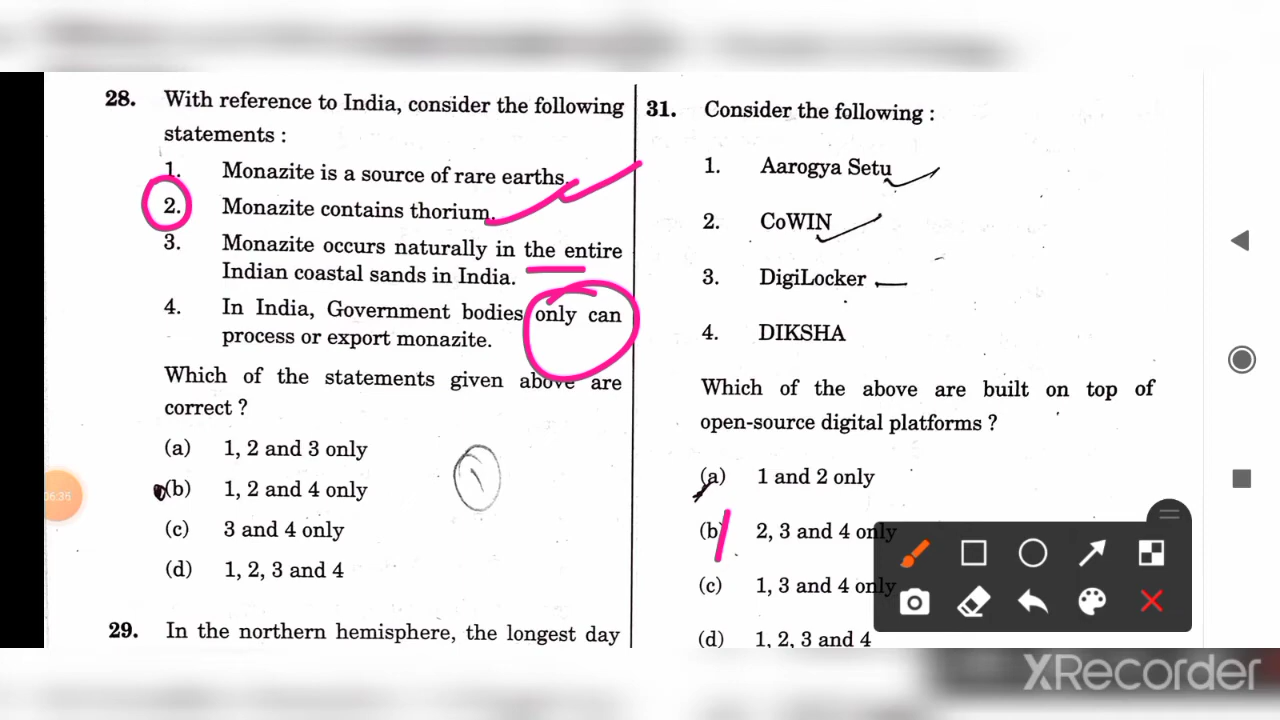 28. With reference to India, consider the following
statements :
1. Monazite is a source of rare earths.
2. Monazite contains thorium.
3. Monazite occurs naturally in the entire
Indian coastal sands in India.
4. In India, Government bodies only can
process or export monazite.
Which of the statements given above are
correct ?
(a) 1, 2 and 3 only
(b) 1, 2 and 4 only
(c) 3 and 4 only
(d) 1, 2, 3 and 4
29. In the northern hemisphere, the longest day
31. Consider the following :
1. Aarogya Setu
2. CoWIN
3. DigiLocker
4. DIKSHA
Which of the above are built on top of
open-source digital platforms ?
(a) 1 and 2 only
(b) 2, 3 and 4 only
(c) 1, 3 and 4 only
(d) 1, 2, 3 and 4
06:35
XRecorder